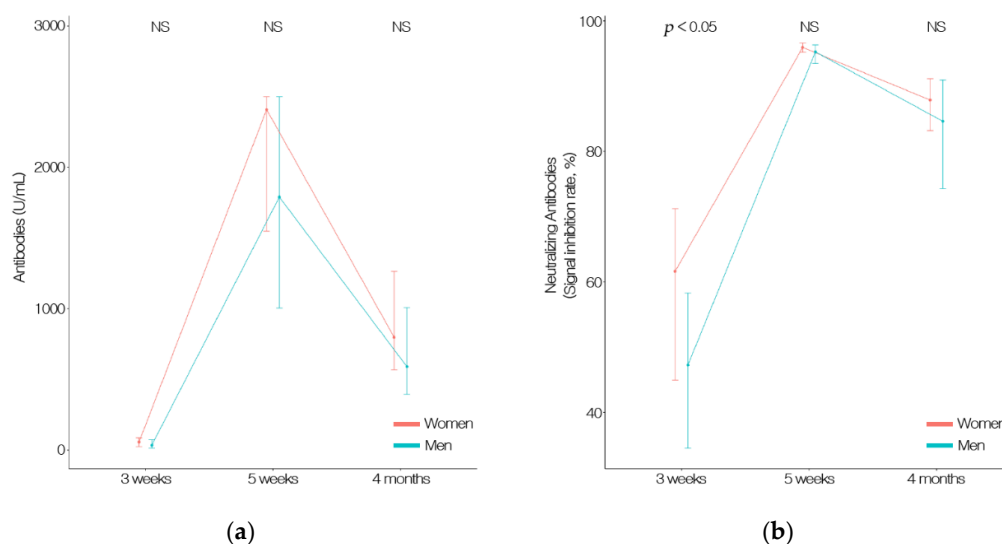 3000
2000
1000
0
Antibodies (U/mL)
NS NS NS
Women
Men
3 weeks 5 weeks 4 months
(a)
100
80
60
40
Neutralizing Antibodies
(Signal inhibition rate, %)
p < 0.05 NS NS
Women
Men
3 weeks 5 weeks 4 months
(b)